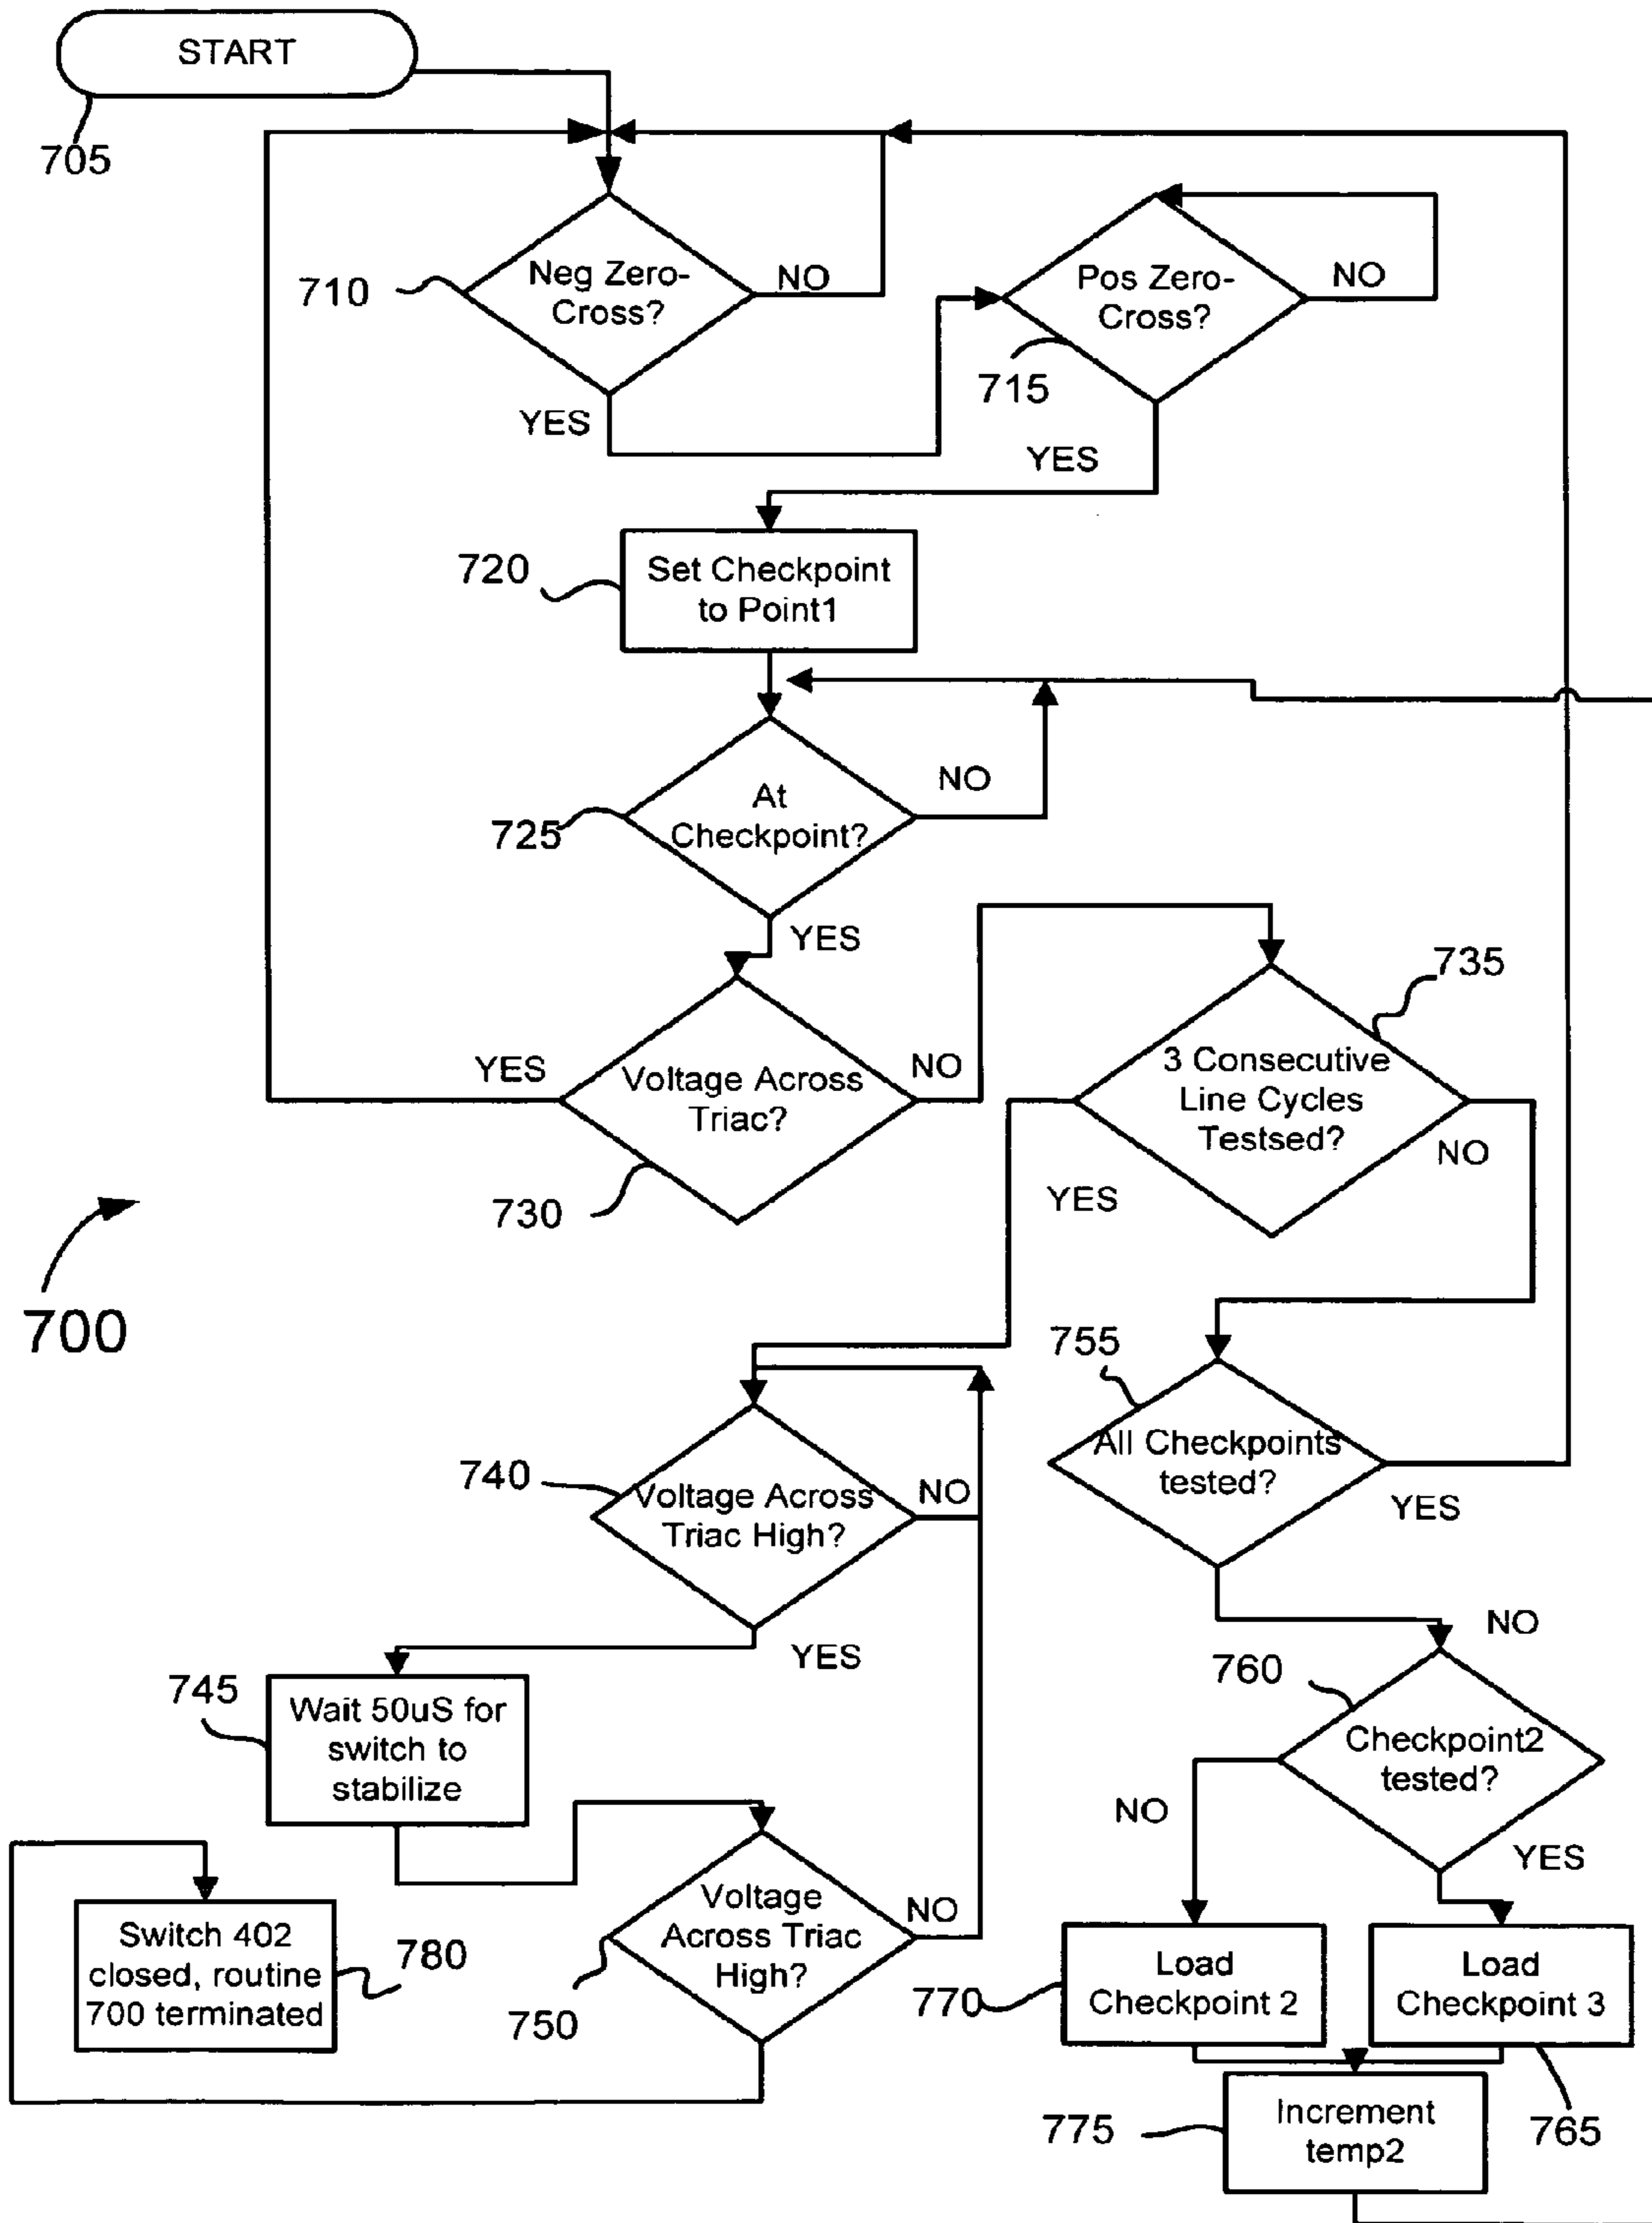 START
705
710
Neg Zero-
Cross?
NO
YES
Pos Zero-
Cross?
NO
715
YES
720
Set Checkpoint
to Point1
725
At
Checkpoint?
NO
YES
730
Voltage Across
Triac?
YES
NO
735
3 Consecutive
Line Cycles
Testsed?
NO
YES
700
740
Voltage Across
Triac High?
NO
YES
755
All Checkpoints
tested?
YES
NO
745
Wait 50uS for
switch to
stabilize
760
Checkpoint2
tested?
NO
YES
750
Voltage
Across Triac
High?
NO
Switch 402
closed, routine
700 terminated
780
770
Load
Checkpoint 2
Load
Checkpoint 3
765
775
Increment
temp2